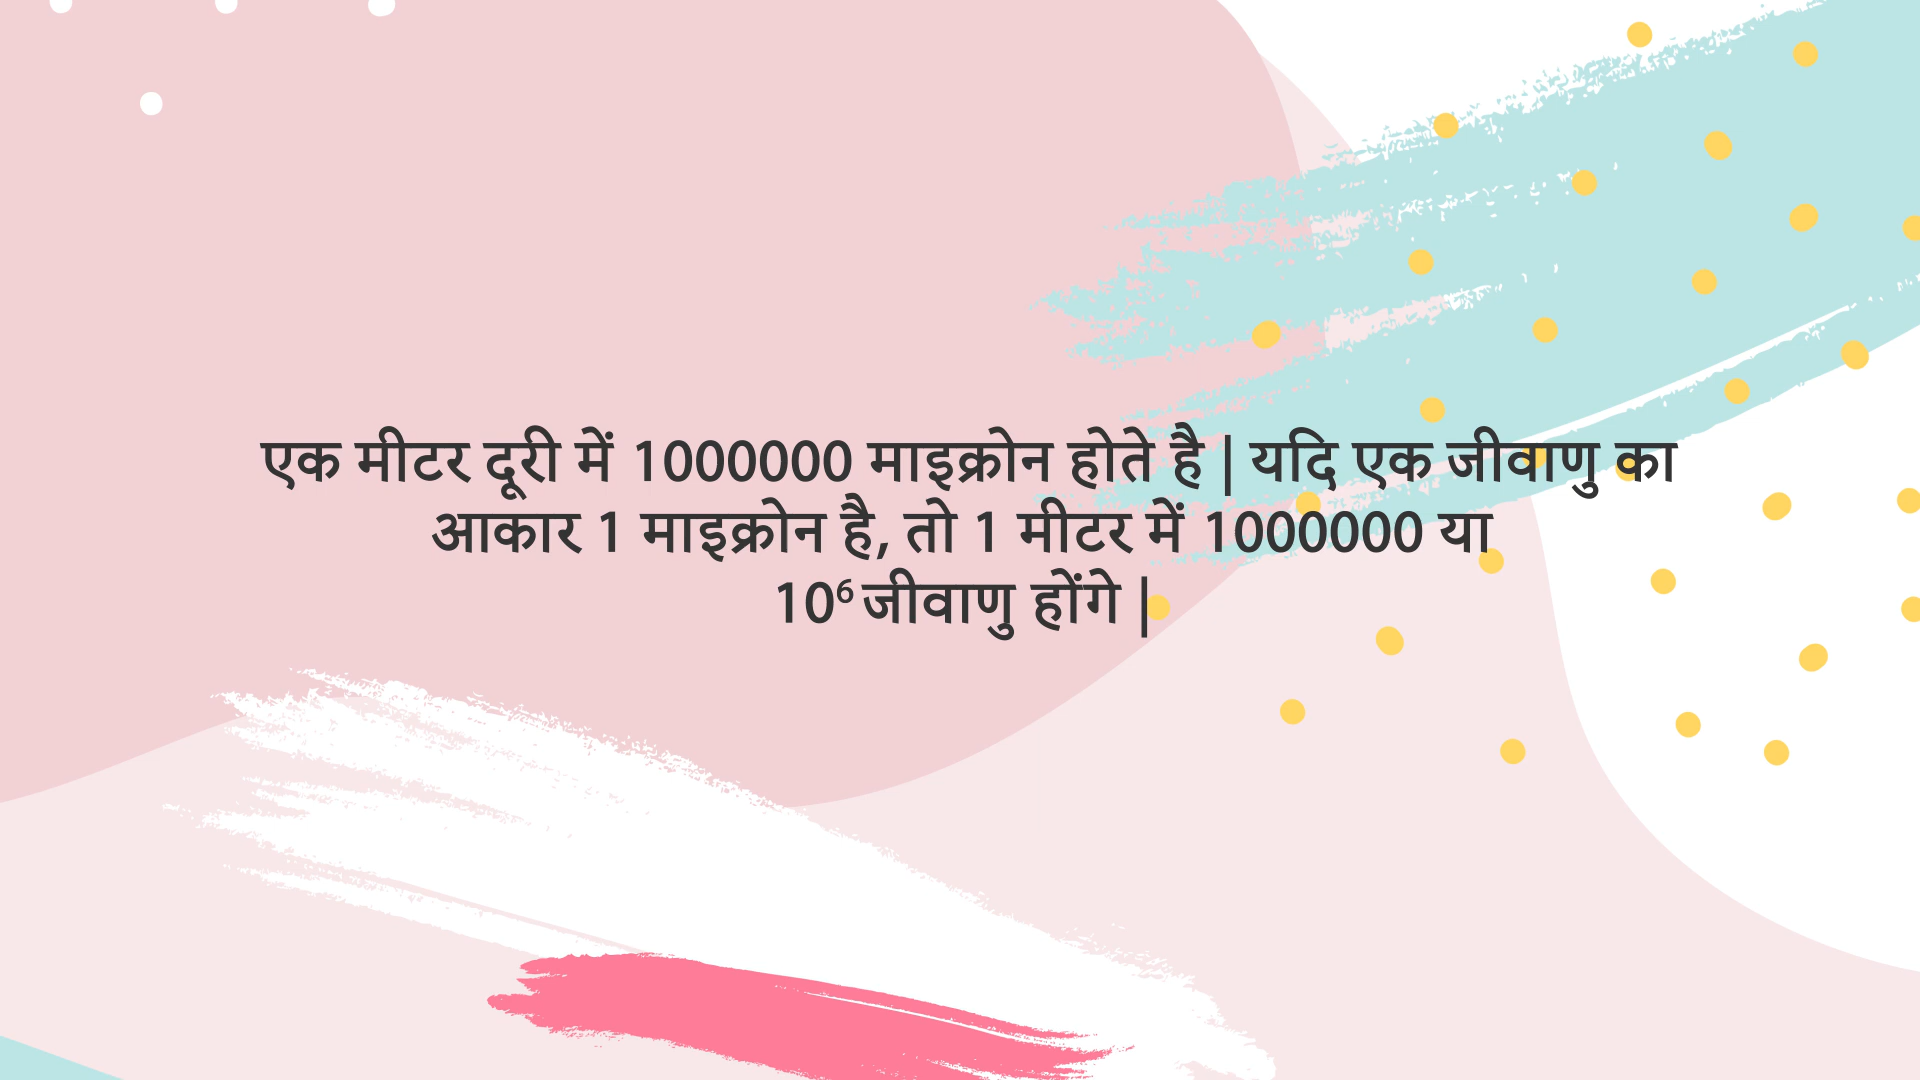 एक मीटर दूरी में 1000000 माइक्रोन होते है | यदि एक जीवाणु का
आकार 1 माइक्रोन है, तो 1 मीटर में 1000000 या
10⁶ जीवाणु होंगे |